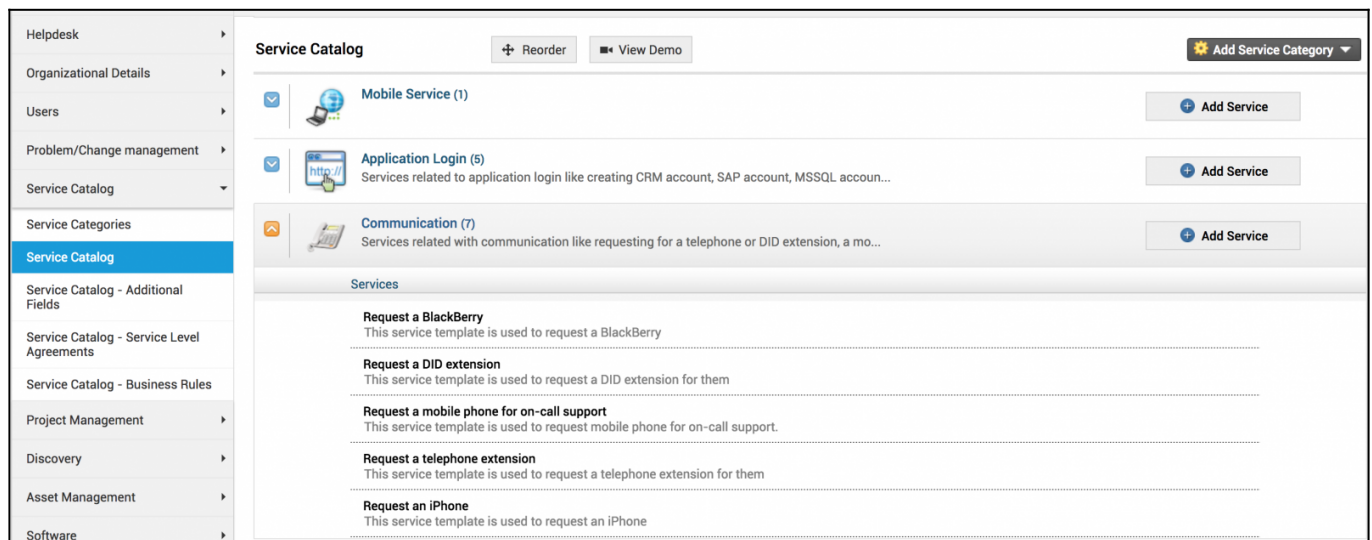 Helpdesk
Organizational Details
Users
Problem/Change management
Service Catalog
Service Categories
Service Catalog
Service Catalog - Additional
Fields
Service Catalog - Service Level
Agreements
Service Catalog - Business Rules
Project Management
Discovery
Asset Management
Software
Service Catalog
Reorder
View Demo
Add Service Category
Mobile Service (1)
Add Service
http://
Application Login (5)
Services related to application login like creating CRM account, SAP account, MSSQL accoun...
Add Service
Communication (7)
Services related with communication like requesting for a telephone or DID extension, a mo...
Add Service
Services
Request a BlackBerry
This service template is used to request a BlackBerry
Request a DID extension
This service template is used to request a DID extension for them
Request a mobile phone for on-call support
This service template is used to request mobile phone for on-call support.
Request a telephone extension
This service template is used to request a telephone extension for them
Request an iPhone
This service template is used to request an iPhone